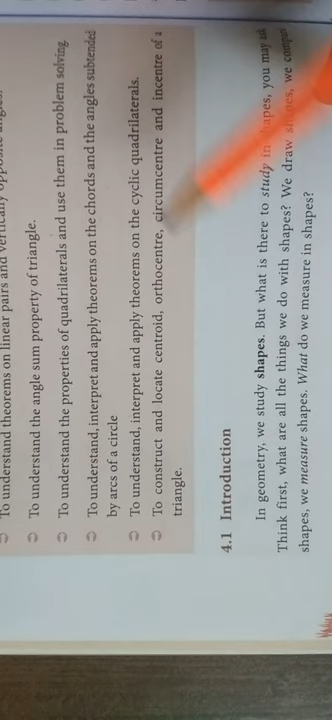 To understand theorems on linear pairs and vertically opposite angles.
To understand the angle sum property of triangle.
To understand the properties of quadrilaterals and use them in problem solving.
To understand, interpret and apply theorems on the chords and the angles subtended
by arcs of a circle
To understand, interpret and apply theorems on the cyclic quadrilaterals.
To construct and locate centroid, orthocentre, circumcentre and incentre of a
triangle.
4.1 Introduction
In geometry, we study shapes. But what is there to study in shapes, you may ask
Think first, what are all the things we do with shapes? We draw shapes, we compare
shapes, we measure shapes. What do we measure in shapes?